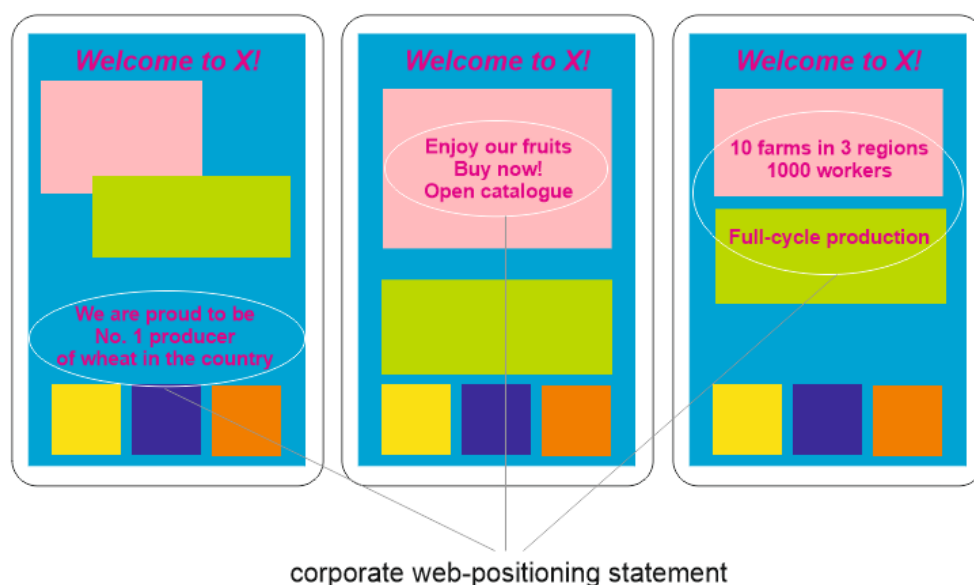 Welcome to X!
We are proud to be
No. 1 producer
of wheat in the country
Welcome to X!
Enjoy our fruits
Buy now!
Open catalogue
Welcome to X!
10 farms in 3 regions
1000 workers
Full-cycle production
corporate web-positioning statement